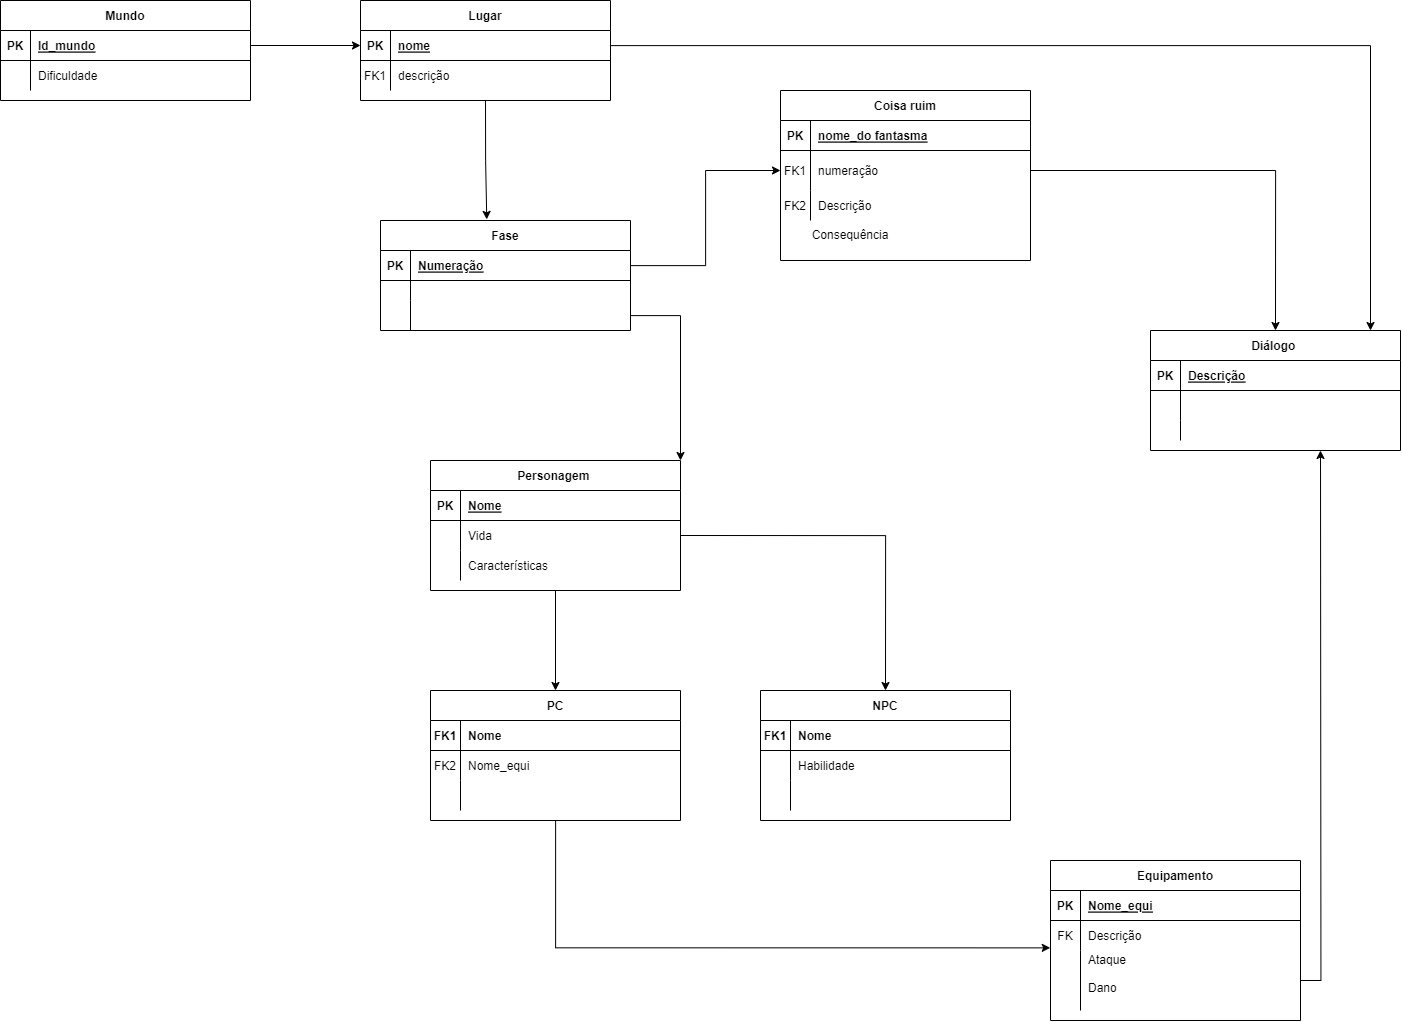 Mundo
PK Id_mundo
Dificuldade
Lugar
PK nome
FK1 descrição
Coisa ruim
PK nome_do fantasma
FK1 numeração
FK2 Descrição
Consequência
Fase
PK Numeração
Diálogo
PK Descrição
Personagem
PK Nome
Vida
Características
PC
FK1 Nome
FK2 Nome_equi
NPC
FK1 Nome
Habilidade
Equipamento
PK Nome_equi
FK Descrição
Ataque
Dano